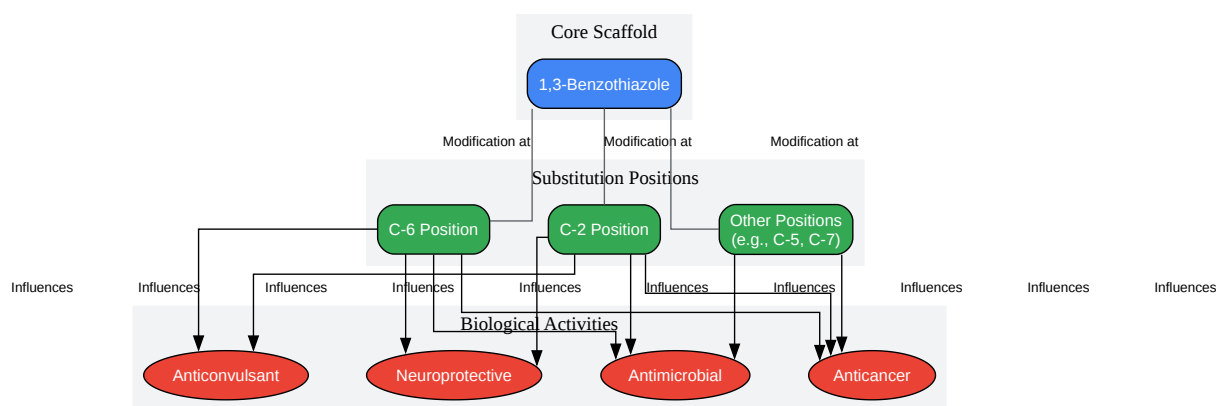 Core Scaffold
1,3-Benzothiazole
Modification at
Modification at
Modification at
Substitution Positions
C-6 Position
C-2 Position
Other Positions
(e.g., C-5, C-7)
Influences
Influences
Influences
Influences
Influences
Influences
Influences
Influences
Influences
Influences
Biological Activities
Anticonvulsant
Neuroprotective
Antimicrobial
Anticancer